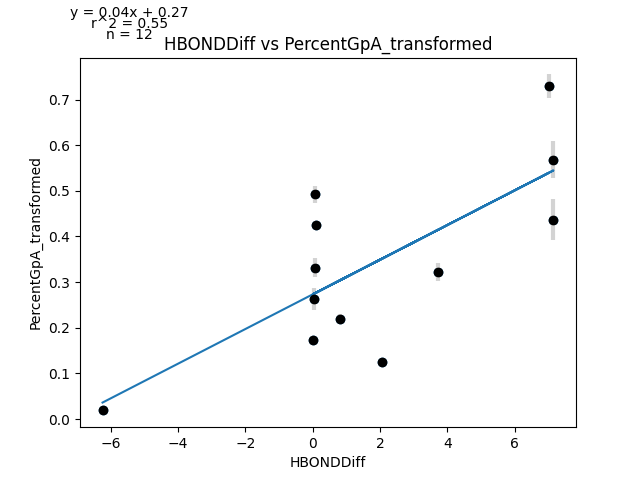 y = 0.04x + 0.27
r^2 = 0.55
n = 12
HBONDDiff vs PercentGpA_transformed
PercentGpA_transformed
0.7
0.6
0.5
0.4
0.3
0.2
0.1
0.0
−6 −4 −2 0 2 4 6
HBONDDiff